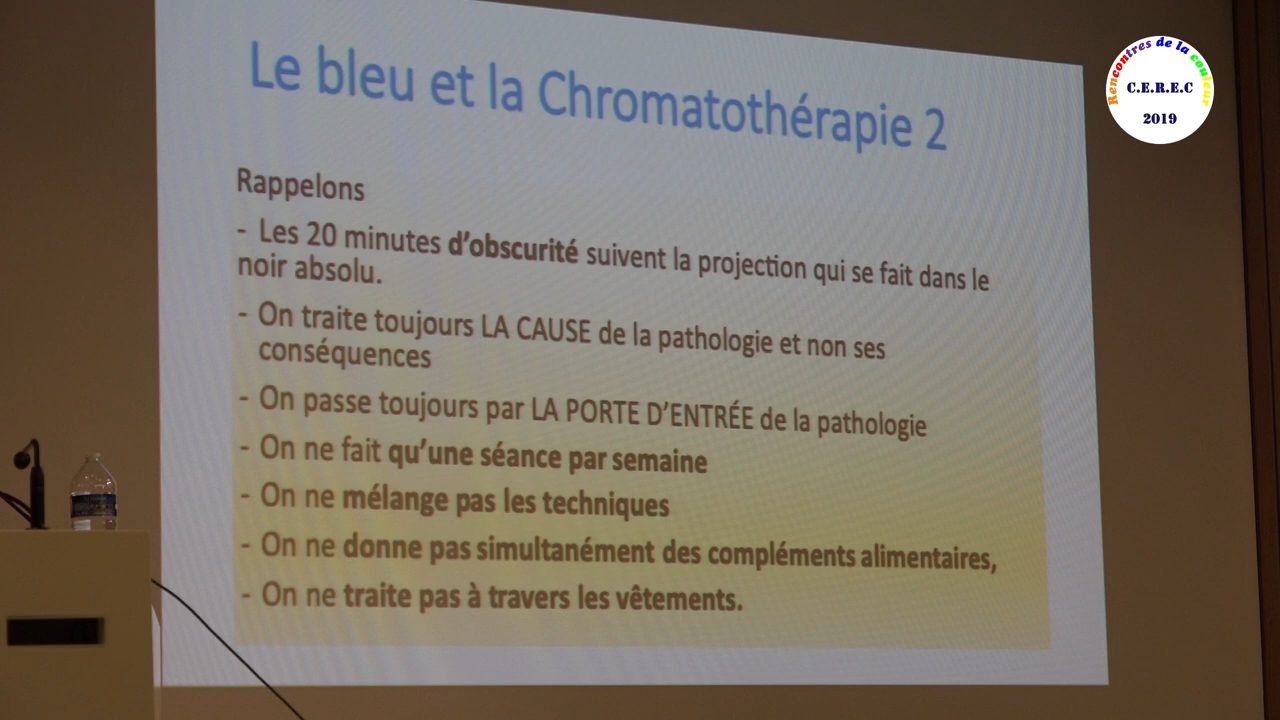 Le bleu et la Chromatothérapie 2
Rappelons
- Les 20 minutes d'obscurité suivent la projection qui se fait dans le
noir absolu.
- On traite toujours LA CAUSE de la pathologie et non ses
conséquences
- On passe toujours par LA PORTE D'ENTRÉE de la pathologie
- On ne fait qu'une séance par semaine
- On ne mélange pas les techniques
- On ne donne pas simultanément des compléments alimentaires,
- On ne traite pas à travers les vêtements.
Rencontres de la couleur
C.E.R.E.C
2019